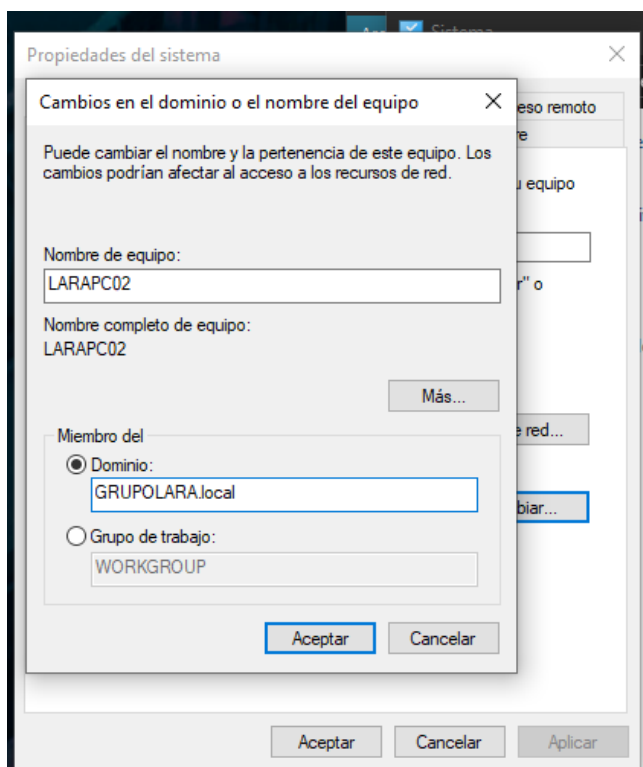 Sistema
Propiedades del sistema
Cambios en el dominio o el nombre del equipo
eso remoto
re
Puede cambiar el nombre y la pertenencia de este equipo. Los
cambios podrían afectar al acceso a los recursos de red.
u equipo
Nombre de equipo:
LARAPC02
r" o
Nombre completo de equipo:
LARAPC02
Más...
e red...
Miembro del
Dominio:
GRUPOLARA.local
biar...
Grupo de trabajo:
WORKGROUP
Aceptar Cancelar
Aceptar Cancelar Aplicar